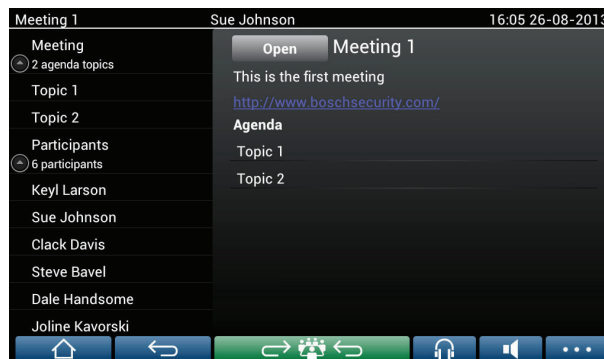 Meeting 1 Sue Johnson 16:05 26-08-2013
Meeting
2 agenda topics
Topic 1
Topic 2
Participants
6 participants
Keyl Larson
Sue Johnson
Clack Davis
Steve Bavel
Dale Handsome
Joline Kavorski
Open Meeting 1
This is the first meeting
http://www.boschsecurity.com/
Agenda
Topic 1
Topic 2